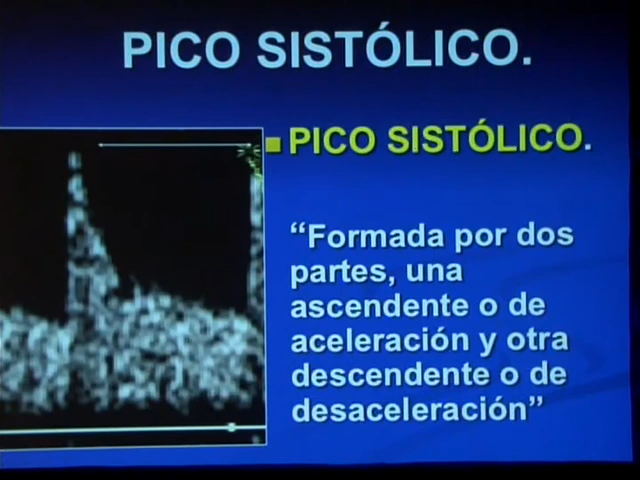 PICO SISTÓLICO.
PICO SISTÓLICO.
“Formada por dos
partes, una
ascendente o de
aceleración y otra
descendente o de
desaceleración”